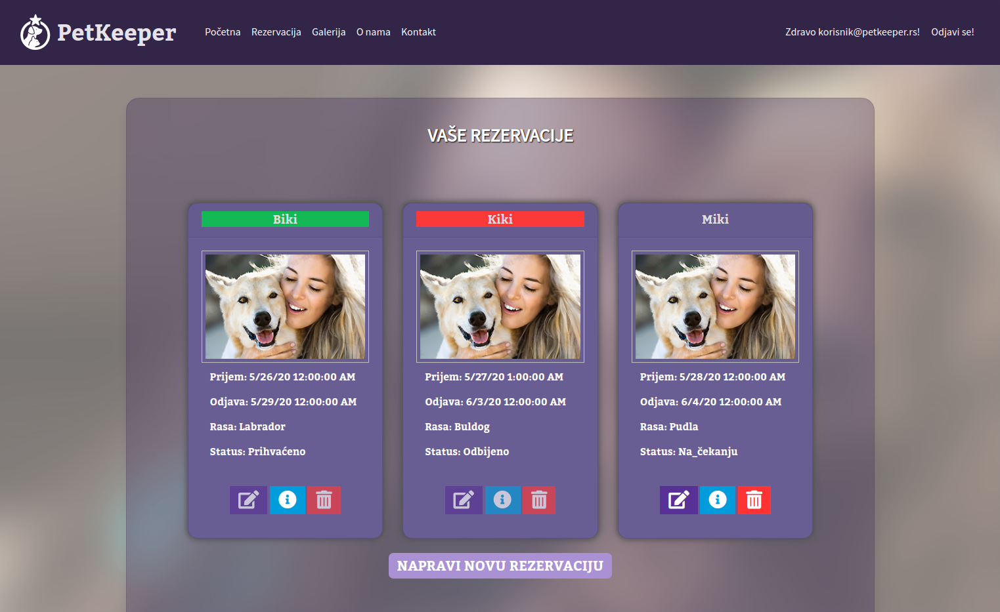 PetKeeper
Početna Rezervacija Galerija O nama Kontakt
Zdravo korisnik@petkeeper.rs! Odjavi se!
VAŠE REZERVACIJE
Biki
Prijem: 5/26/20 12:00:00 AM
Odjava: 5/29/20 12:00:00 AM
Rasa: Labrador
Status: Prihvaćeno
Kiki
Prijem: 5/27/20 1:00:00 AM
Odjava: 6/3/20 12:00:00 AM
Rasa: Buldog
Status: Odbijeno
Miki
Prijem: 5/28/20 12:00:00 AM
Odjava: 6/4/20 12:00:00 AM
Rasa: Pudla
Status: Na_čekanju
NAPRAVI NOVU REZERVACIJU